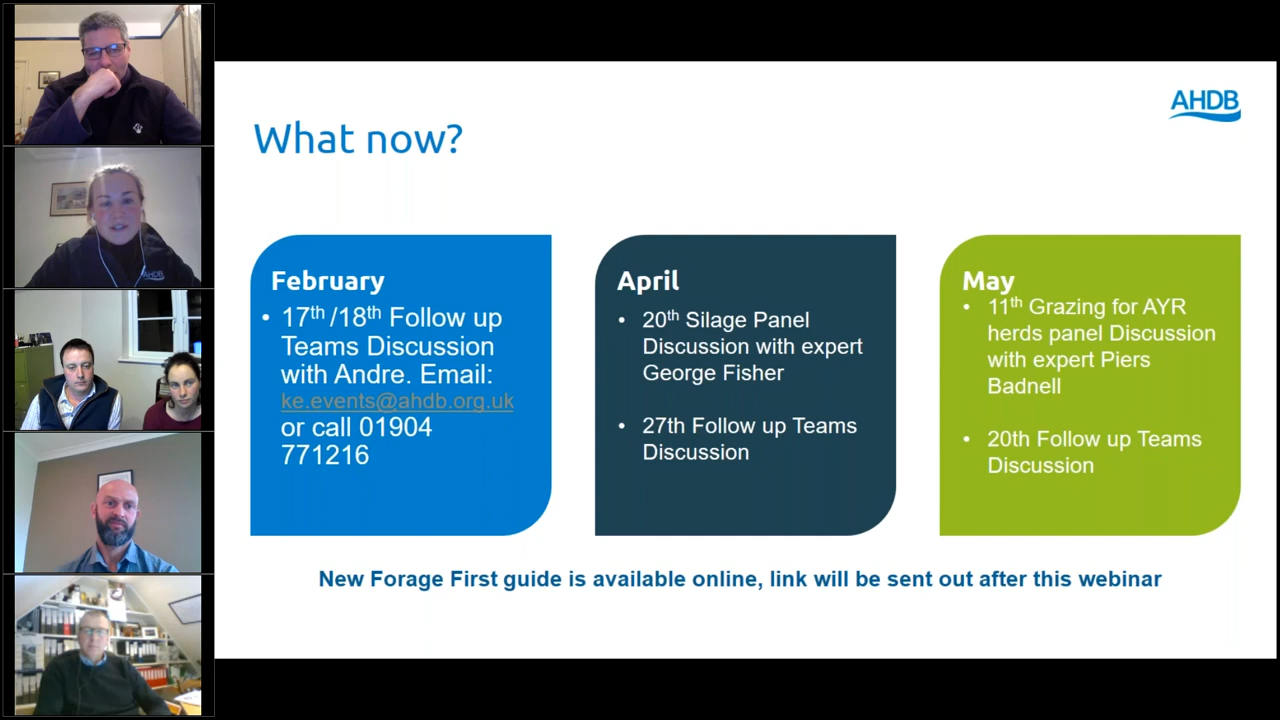 AHDB
What now?
February
• 17th /18th Follow up
Teams Discussion
with Andre. Email:
ke.events@ahdb.org.uk
or call 01904
771216
April
• 20th Silage Panel
Discussion with expert
George Fisher
• 27th Follow up Teams
Discussion
May
• 11th Grazing for AYR
herds panel Discussion
with expert Piers
Badnell
• 20th Follow up Teams
Discussion
New Forage First guide is available online, link will be sent out after this webinar
AHDB